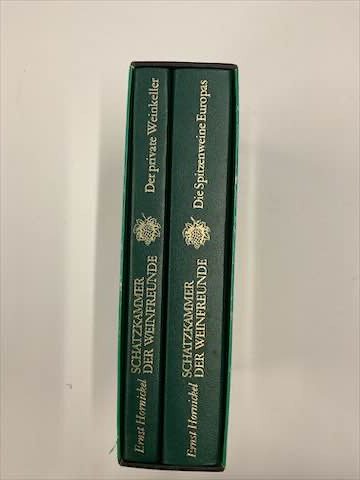 Ernst Hornickel
SCHATZKAMMER
DER WEINFREUNDE
Der private Weinkeller
Ernst Hornickel
SCHATZKAMMER
DER WEINFREUNDE
Die Spitzenweine Europas